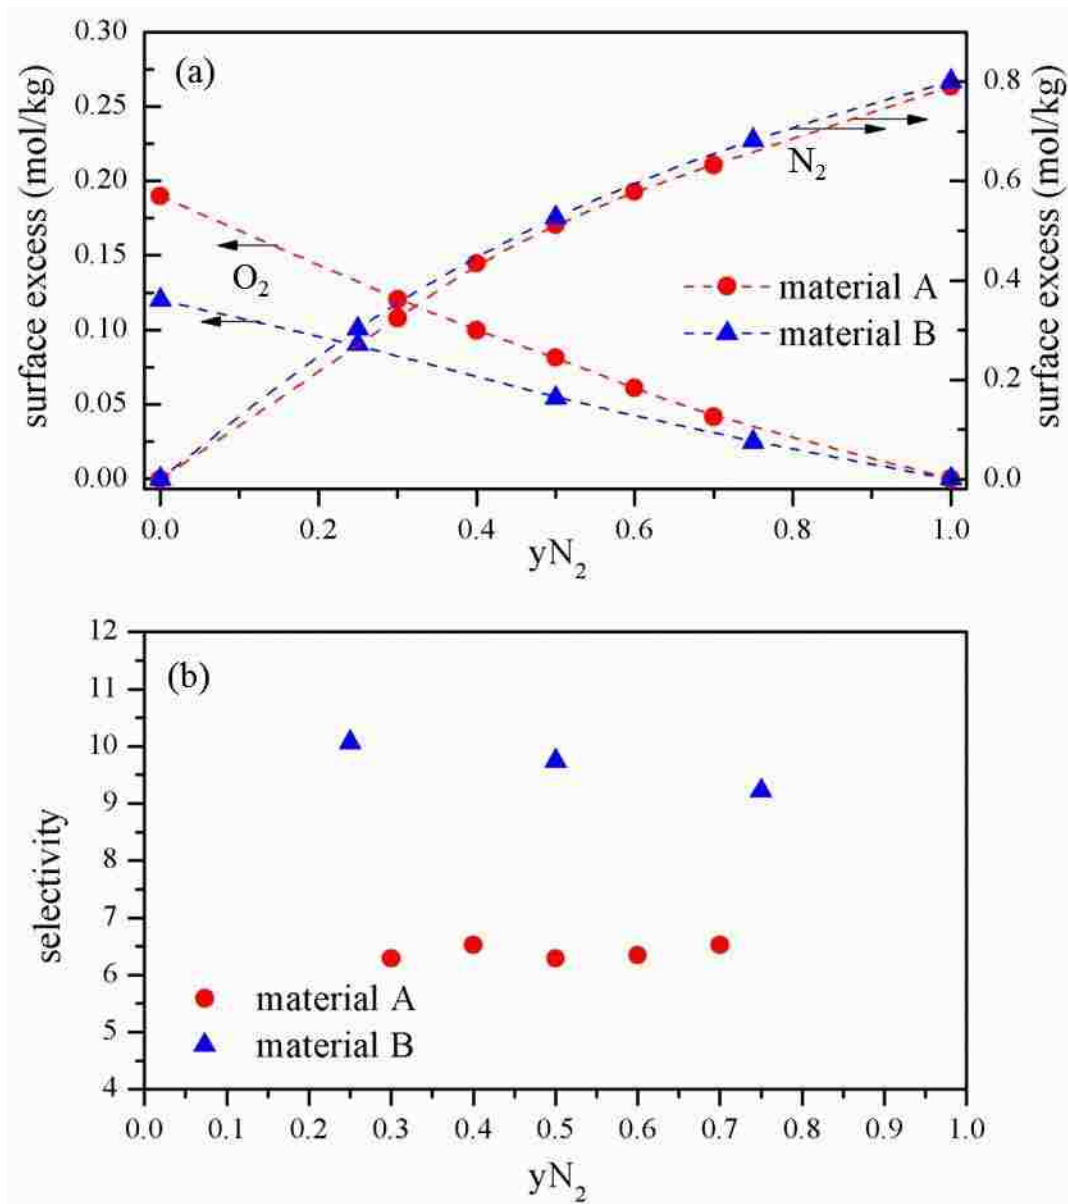 (a)
surface excess (mol/kg)
0.30
0.25
0.20
0.15
0.10
0.05
0.00
O₂
N₂
material A
material B
0.8
0.6
0.4
0.2
0.0
surface excess (mol/kg)
0.0 0.2 0.4 0.6 0.8 1.0
yN₂
(b)
selectivity
12
11
10
9
8
7
6
5
4
material A
material B
0.0 0.1 0.2 0.3 0.4 0.5 0.6 0.7 0.8 0.9 1.0
yN₂